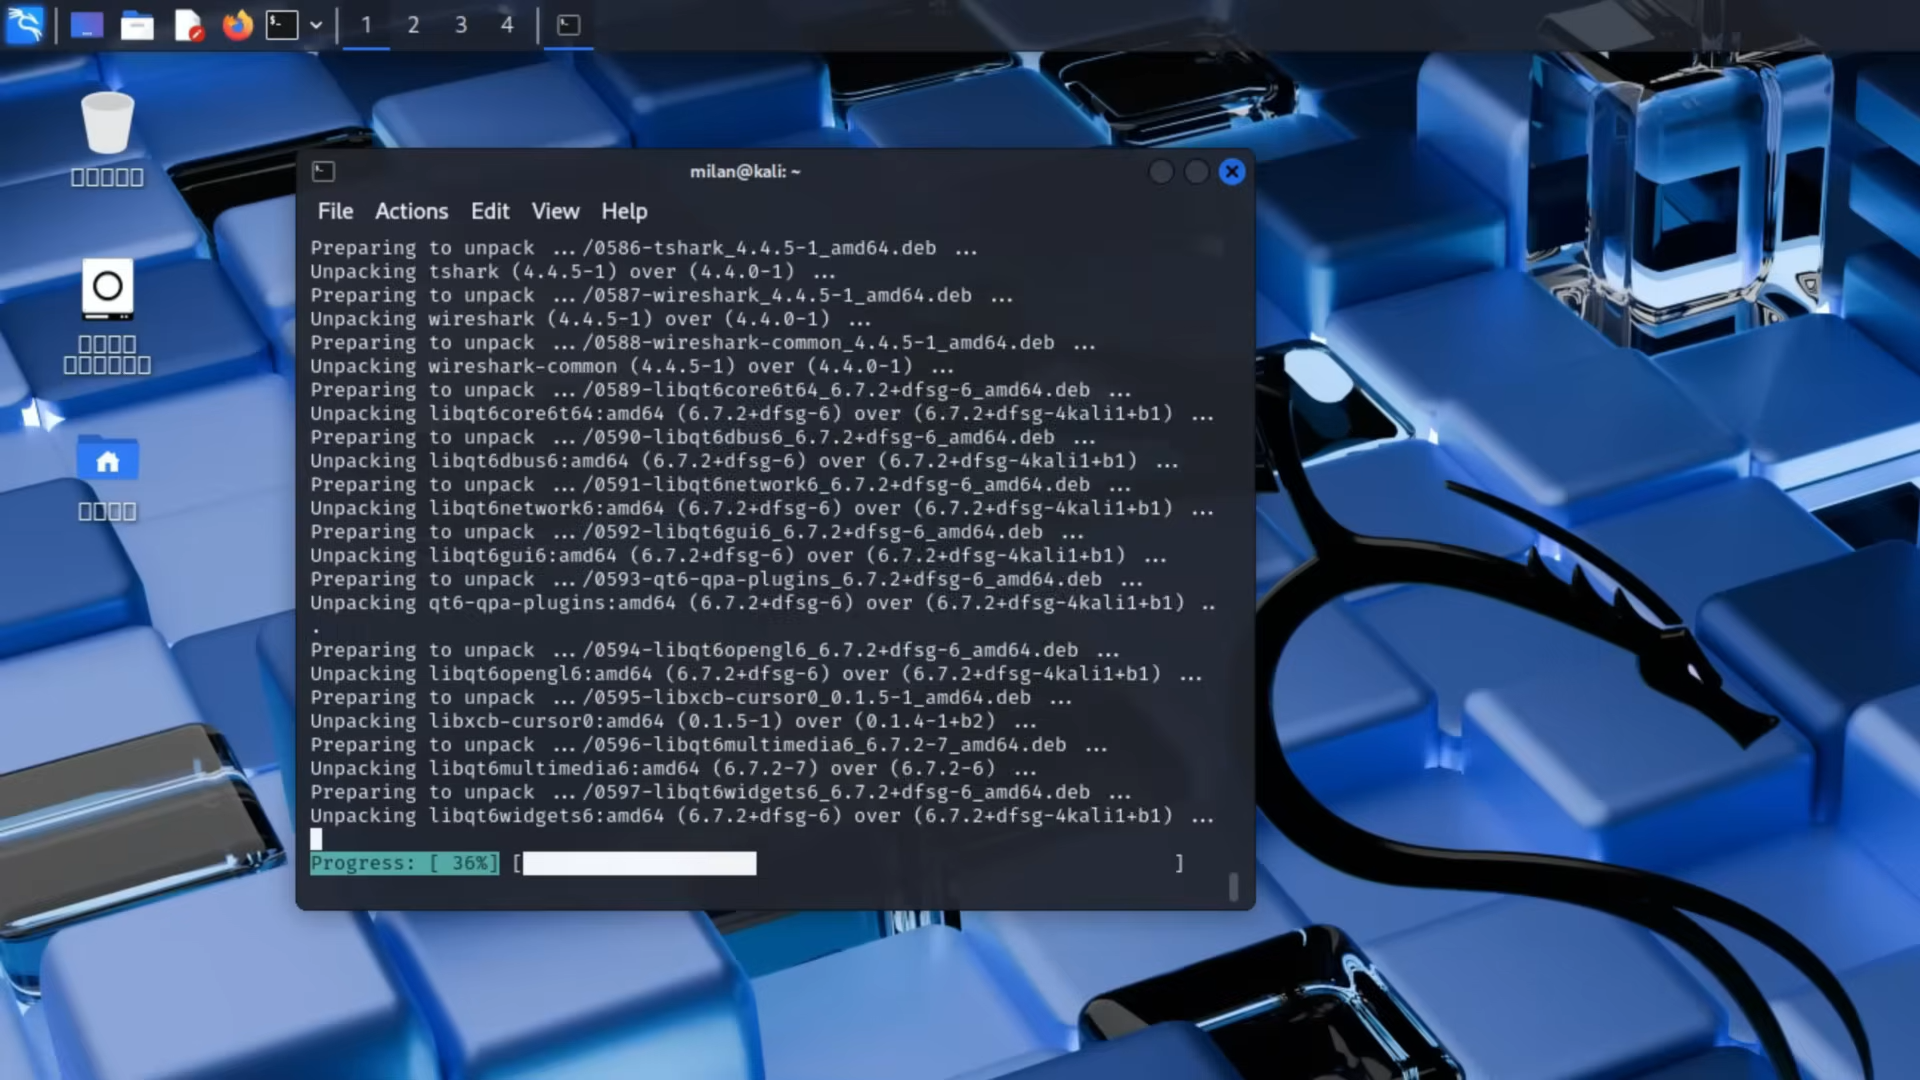 1 2 3 4
milan@kali: ~
File Actions Edit View Help
Preparing to unpack .../0586-tshark_4.4.5-1_amd64.deb ...
Unpacking tshark (4.4.5-1) over (4.4.0-1) ...
Preparing to unpack .../0587-wireshark_4.4.5-1_amd64.deb ...
Unpacking wireshark (4.4.5-1) over (4.4.0-1) ...
Preparing to unpack .../0588-wireshark-common_4.4.5-1_amd64.deb ...
Unpacking wireshark-common (4.4.5-1) over (4.4.0-1) ...
Preparing to unpack .../0589-libqt6core6t64_6.7.2+dfsg-6_amd64.deb ...
Unpacking libqt6core6t64:amd64 (6.7.2+dfsg-6) over (6.7.2+dfsg-4kali1+b1) ...
Preparing to unpack .../0590-libqt6dbus6_6.7.2+dfsg-6_amd64.deb ...
Unpacking libqt6dbus6:amd64 (6.7.2+dfsg-6) over (6.7.2+dfsg-4kali1+b1) ...
Preparing to unpack .../0591-libqt6network6_6.7.2+dfsg-6_amd64.deb ...
Unpacking libqt6network6:amd64 (6.7.2+dfsg-6) over (6.7.2+dfsg-4kali1+b1) ...
Preparing to unpack .../0592-libqt6gui6_6.7.2+dfsg-6_amd64.deb ...
Unpacking libqt6gui6:amd64 (6.7.2+dfsg-6) over (6.7.2+dfsg-4kali1+b1) ...
Preparing to unpack .../0593-qt6-qpa-plugins_6.7.2+dfsg-6_amd64.deb ...
Unpacking qt6-qpa-plugins:amd64 (6.7.2+dfsg-6) over (6.7.2+dfsg-4kali1+b1) ..
.
Preparing to unpack .../0594-libqt6opengl6_6.7.2+dfsg-6_amd64.deb ...
Unpacking libqt6opengl6:amd64 (6.7.2+dfsg-6) over (6.7.2+dfsg-4kali1+b1) ...
Preparing to unpack .../0595-libxcb-cursor0_0.1.5-1_amd64.deb ...
Unpacking libxcb-cursor0:amd64 (0.1.5-1) over (0.1.4-1+b2) ...
Preparing to unpack .../0596-libqt6multimedia6_6.7.2-7_amd64.deb ...
Unpacking libqt6multimedia6:amd64 (6.7.2-7) over (6.7.2-6) ...
Preparing to unpack .../0597-libqt6widgets6_6.7.2+dfsg-6_amd64.deb ...
Unpacking libqt6widgets6:amd64 (6.7.2+dfsg-6) over (6.7.2+dfsg-4kali1+b1) ...
Progress: [ 36%] [ ]